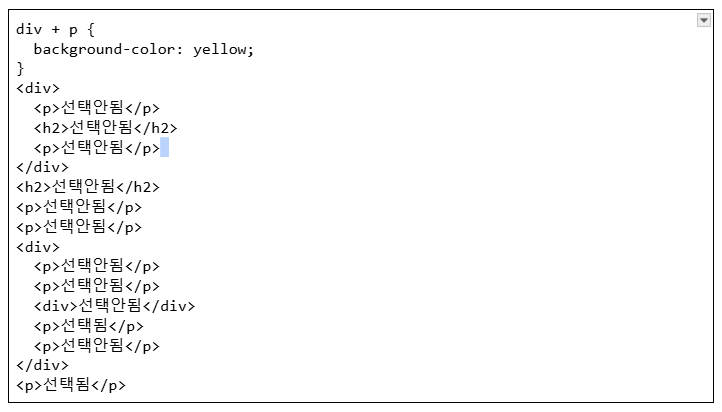 div + p {
  background-color: yellow;
}
<div>
  <p>선택안됨</p>
  <h2>선택안됨</h2>
  <p>선택안됨</p>
</div>
<h2>선택안됨</h2>
<p>선택안됨</p>
<p>선택안됨</p>
<div>
  <p>선택안됨</p>
  <p>선택안됨</p>
  <div>선택안됨</div>
  <p>선택됨</p>
  <p>선택안됨</p>
</div>
<p>선택됨</p>